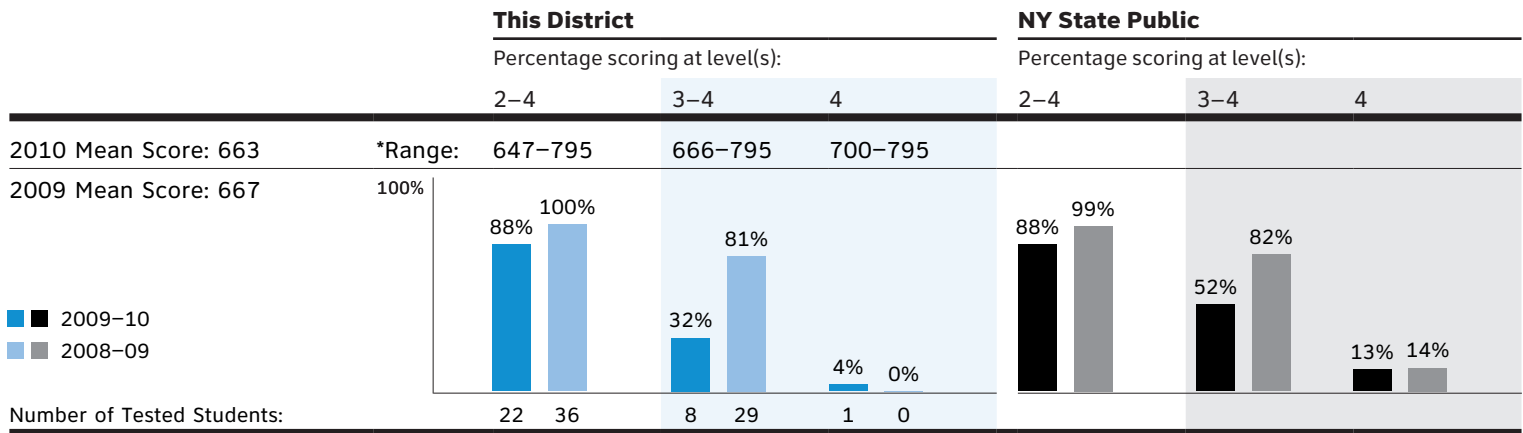 This District NY State Public
Percentage scoring at level(s): Percentage scoring at level(s):
2–4 3–4 4 2–4 3–4 4
2010 Mean Score: 663 *Range: 647–795 666–795 700–795
2009 Mean Score: 667 100%
88% 100% 32% 81% 4% 0% 88% 99% 52% 82% 13% 14%
2009–10
2008–09
Number of Tested Students: 22 36 8 29 1 0